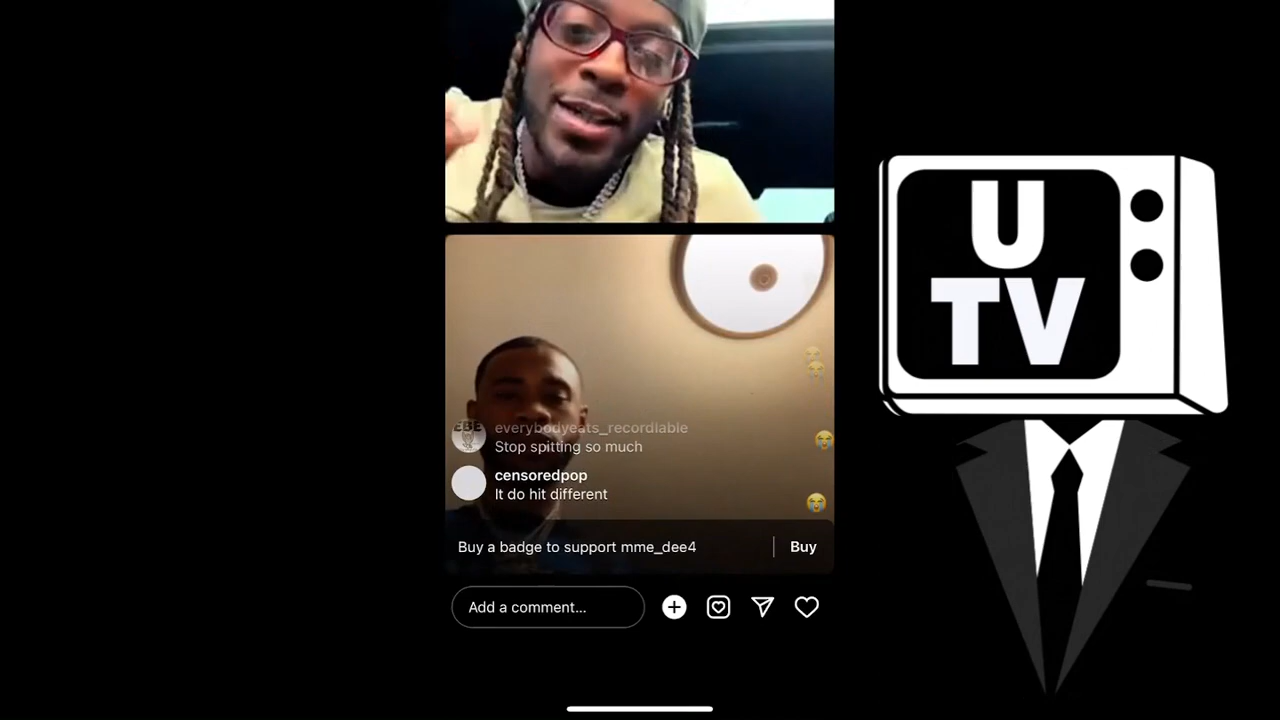 everybodyeats_recordlable
Stop spitting so much
censoredpop
It do hit different
Buy a badge to support mme_dee4
Buy
Add a comment...
U
TV
EBE